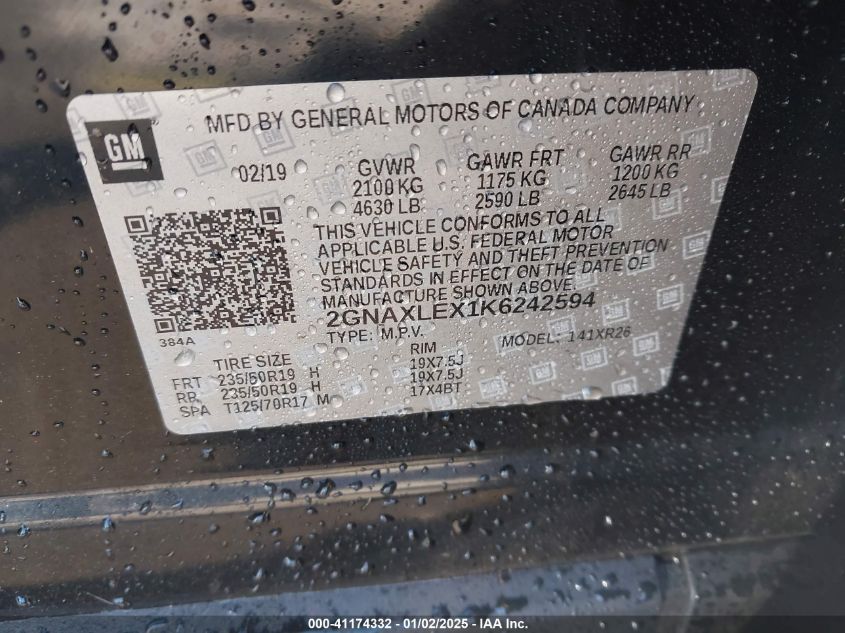 GM
MFD BY GENERAL MOTORS OF CANADA COMPANY
02/19 GVWR GAWR FRT GAWR RR
2100 KG 1175 KG 1200 KG
4630 LB 2590 LB 2645 LB
THIS VEHICLE CONFORMS TO ALL
APPLICABLE U.S. FEDERAL MOTOR
VEHICLE SAFETY AND THEFT PREVENTION
STANDARDS IN EFFECT ON THE DATE OF
MANUFACTURE SHOWN ABOVE.
2GNAXLEX1K6242594
TYPE: M.P.V. MODEL: 141XR26
384A
TIRE SIZE RIM
FRT 235/50R19 H 19X7.5J
RR 235/50R19 H 19X7.5J
SPA T125/70R17 M 17X4BT
000-41174332 - 01/02/2025 - IAA Inc.